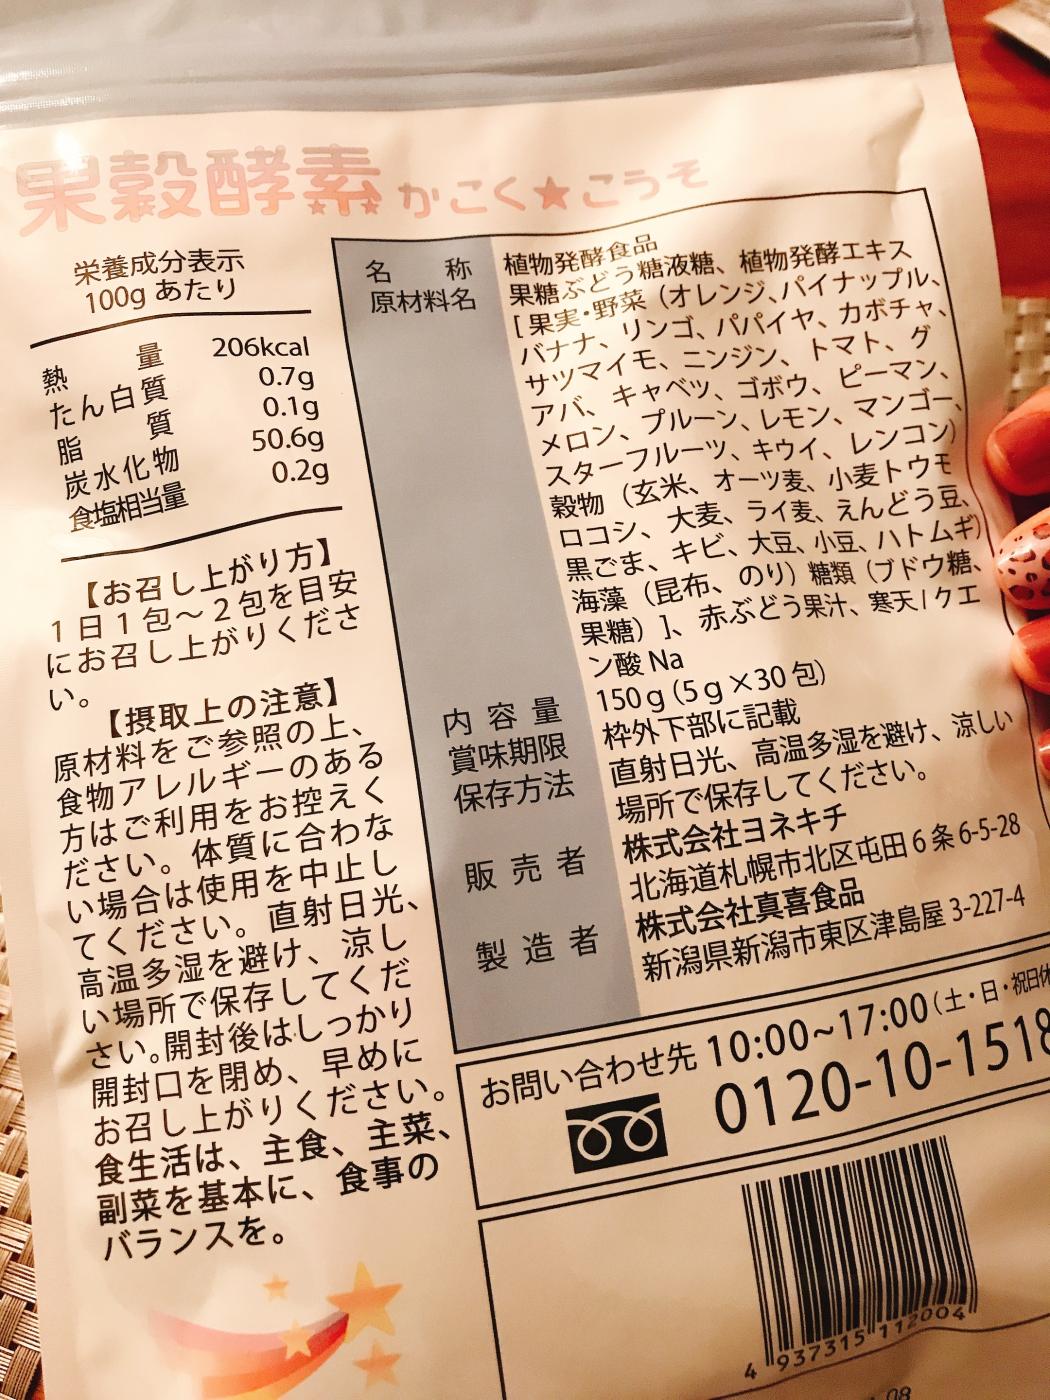 果穀酵素 かこく★こうそ
栄養成分表示
100g あたり
熱量 206kcal
たん白質 0.7g
脂質 0.1g
炭水化物 50.6g
食塩相当量 0.2g
【お召し上がり方】
1日1包～2包を目安
にお召し上がりくださ
い。
【摂取上の注意】
原材料をご参照の上、
食物アレルギーのある
方はご利用をお控えく
ださい。体質に合わな
い場合は使用を中止し
てください。直射日光、
高温多湿を避け、涼し
い場所で保存してくだ
さい。開封後はしっかり
開封口を閉め、早めに
お召し上がりください。
食生活は、主食、主菜、
副菜を基本に、食事の
バランスを。
名称 植物発酵食品
原材料名 果糖ぶどう糖液糖、植物発酵エキス
[果実・野菜（オレンジ、パイナップル、
バナナ、リンゴ、パパイヤ、カボチャ、
サツマイモ、ニンジン、トマト、グ
アバ、キャベツ、ゴボウ、ピーマン、
メロン、プルーン、レモン、マンゴー、
スターフルーツ、キウイ、レンコン）
穀物（玄米、オーツ麦、小麦トウモ
ロコシ、大麦、ライ麦、えんどう豆、
黒ごま、キビ、大豆、小豆、ハトムギ）
海藻（昆布、のり）糖類（ブドウ糖、
果糖）]、赤ぶどう果汁、寒天/クエ
ン酸 Na
内容量 150g（5g×30包）
賞味期限 枠外下部に記載
保存方法 直射日光、高温多湿を避け、涼しい
場所で保存してください。
販売者 株式会社ヨネキチ
北海道札幌市北区屯田6条6-5-28
製造者 株式会社真喜食品
新潟県新潟市東区津島屋3-227-4
お問い合わせ先 10:00~17:00（土・日・祝日休
0120-10-1518
4 937315 112004
08